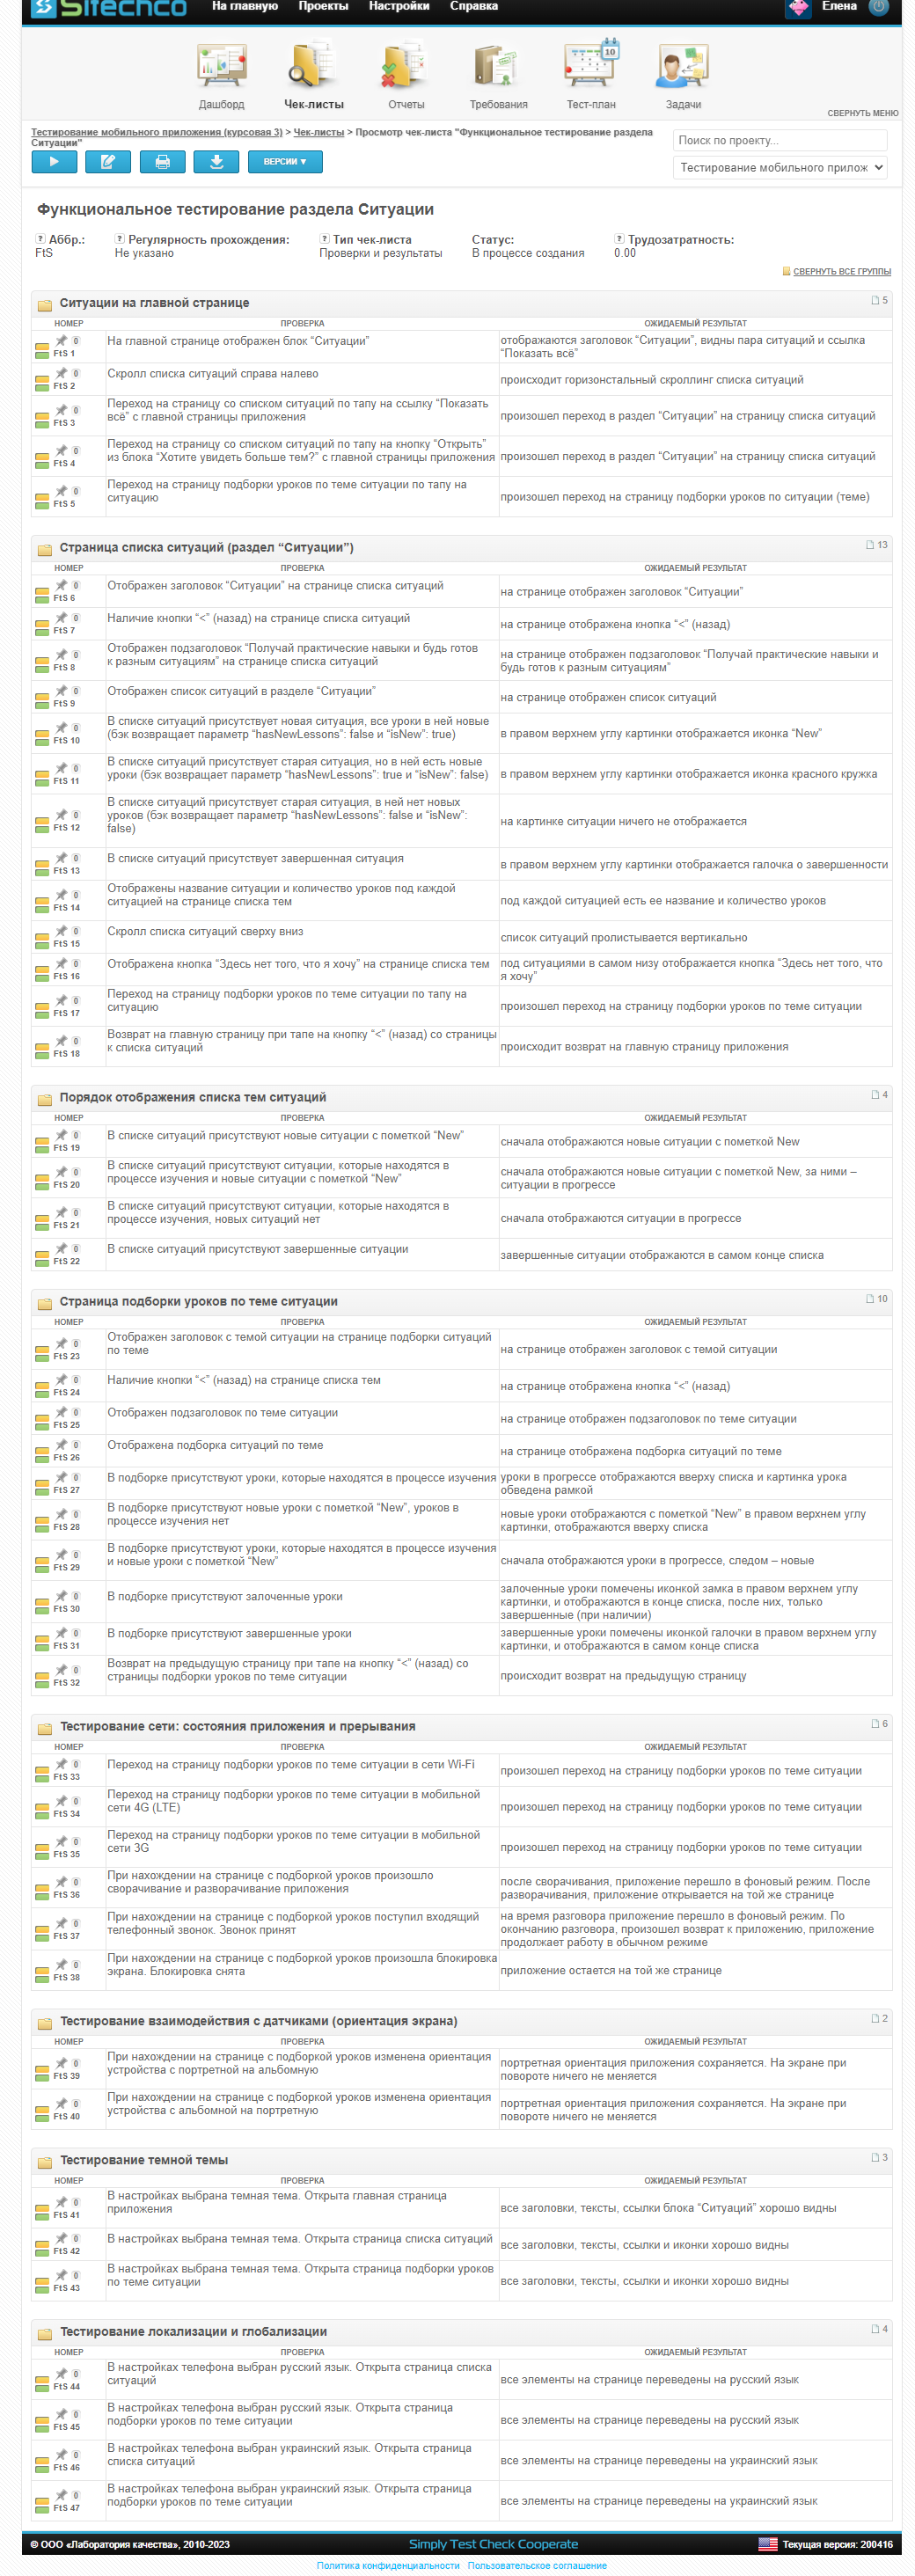 Sitechco
На главную Проекты Настройки Справка Елена
Дашборд Чек-листы Отчеты Требования Тест-план 10 Задачи
СВЕРНУТЬ МЕНЮ
Тестирование мобильного приложения (курсовая 3) > Чек-листы > Просмотр чек-листа "Функциональное тестирование раздела
Ситуации"
Поиск по проекту...
ВЕРСИИ ▼
Тестирование мобильного прилож
Функциональное тестирование раздела Ситуации
? Аббр.: ? Регулярность прохождения: ? Тип чек-листа Статус: ? Трудозатратность:
FtS Не указано Проверки и результаты В процессе создания 0.00
СВЕРНУТЬ ВСЕ ГРУППЫ
Ситуации на главной странице 5
НОМЕР ПРОВЕРКА ОЖИДАЕМЫЙ РЕЗУЛЬТАТ
0
FtS 1
На главной странице отображен блок “Ситуации”
отображаются заголовок “Ситуации”, видны пара ситуаций и ссылка
“Показать всё”
0
FtS 2
Скролл списка ситуаций справа налево
происходит горизонстальный скроллинг списка ситуаций
0
FtS 3
Переход на страницу со списком ситуаций по тапу на ссылку “Показать
всё” с главной страницы приложения
произошел переход в раздел “Ситуации” на страницу списка ситуаций
0
FtS 4
Переход на страницу со списком ситуаций по тапу на кнопку “Открыть”
из блока “Хотите увидеть больше тем?” с главной страницы приложения
произошел переход в раздел “Ситуации” на страницу списка ситуаций
0
FtS 5
Переход на страницу подборки уроков по теме ситуации по тапу на
ситуацию
произошел переход на страницу подборки уроков по ситуации (теме)
Страница списка ситуаций (раздел “Ситуации”) 13
НОМЕР ПРОВЕРКА ОЖИДАЕМЫЙ РЕЗУЛЬТАТ
0
FtS 6
Отображен заголовок “Ситуации” на странице списка ситуаций
на странице отображен заголовок “Ситуации”
0
FtS 7
Наличие кнопки “<” (назад) на странице списка ситуаций
на странице отображена кнопка “<” (назад)
0
FtS 8
Отображен подзаголовок “Получай практические навыки и будь готов
к разным ситуациям” на странице списка ситуаций
на странице отображен подзаголовок “Получай практические навыки и
будь готов к разным ситуациям”
0
FtS 9
Отображен список ситуаций в разделе “Ситуации”
на странице отображен список ситуаций
0
FtS 10
В списке ситуаций присутствует новая ситуация, все уроки в ней новые
(бэк возвращает параметр “hasNewLessons”: false и “isNew”: true)
в правом верхнем углу картинки отображается иконка “New”
0
FtS 11
В списке ситуаций присутствует старая ситуация, но в ней есть новые
уроки (бэк возвращает параметр “hasNewLessons”: true и “isNew”: false)
в правом верхнем углу картинки отображается иконка красного кружка
0
FtS 12
В списке ситуаций присутствует старая ситуация, в ней нет новых
уроков (бэк возвращает параметр “hasNewLessons”: false и “isNew”:
false)
на картинке ситуации ничего не отображается
0
FtS 13
В списке ситуаций присутствует завершенная ситуация
в правом верхнем углу картинки отображается галочка о завершенности
0
FtS 14
Отображены название ситуации и количество уроков под каждой
ситуацией на странице списка тем
под каждой ситуацией есть ее название и количество уроков
0
FtS 15
Скролл списка ситуаций сверху вниз
список ситуаций пролистывается вертикально
0
FtS 16
Отображена кнопка “Здесь нет того, что я хочу” на странице списка тем
под ситуациями в самом низу отображается кнопка “Здесь нет того, что
я хочу”
0
FtS 17
Переход на страницу подборки уроков по теме ситуации по тапу на
ситуацию
произошел переход на страницу подборки уроков по теме ситуации
0
FtS 18
Возврат на главную страницу при тапе на кнопку “<” (назад) со страницы
к списка ситуаций
происходит возврат на главную страницу приложения
Порядок отображения списка тем ситуаций 4
НОМЕР ПРОВЕРКА ОЖИДАЕМЫЙ РЕЗУЛЬТАТ
0
FtS 19
В списке ситуаций присутствуют новые ситуации с пометкой “New”
сначала отображаются новые ситуации с пометкой New
0
FtS 20
В списке ситуаций присутствуют ситуации, которые находятся в
процессе изучения и новые ситуации с пометкой “New”
сначала отображаются новые ситуации с пометкой New, за ними –
ситуации в прогрессе
0
FtS 21
В списке ситуаций присутствуют ситуации, которые находятся в
процессе изучения, новых ситуаций нет
сначала отображаются ситуации в прогрессе
0
FtS 22
В списке ситуаций присутствуют завершенные ситуации
завершенные ситуации отображаются в самом конце списка
Страница подборки уроков по теме ситуации 10
НОМЕР ПРОВЕРКА ОЖИДАЕМЫЙ РЕЗУЛЬТАТ
0
FtS 23
Отображен заголовок с темой ситуации на странице подборки ситуаций
по теме
на странице отображен заголовок с темой ситуации
0
FtS 24
Наличие кнопки “<” (назад) на странице списка тем
на странице отображена кнопка “<” (назад)
0
FtS 25
Отображен подзаголовок по теме ситуации
на странице отображен подзаголовок по теме ситуации
0
FtS 26
Отображена подборка ситуаций по теме
на странице отображена подборка ситуаций по теме
0
FtS 27
В подборке присутствуют уроки, которые находятся в процессе изучения
уроки в прогрессе отображаются вверху списка и картинка урока
обведена рамкой
0
FtS 28
В подборке присутствуют новые уроки с пометкой “New”, уроков в
процессе изучения нет
новые уроки отображаются с пометкой “New” в правом верхнем углу
картинки, отображаются вверху списка
0
FtS 29
В подборке присутствуют уроки, которые находятся в процессе изучения
и новые уроки с пометкой “New”
сначала отображаются уроки в прогрессе, следом – новые
0
FtS 30
В подборке присутствуют залоченные уроки
залоченные уроки помечены иконкой замка в правом верхнем углу
картинки, и отображаются в конце списка, после них, только
завершенные (при наличии)
0
FtS 31
В подборке присутствуют завершенные уроки
завершенные уроки помечены иконкой галочки в правом верхнем углу
картинки, и отображаются в самом конце списка
0
FtS 32
Возврат на предыдущую страницу при тапе на кнопку “<” (назад) со
страницы подборки уроков по теме ситуации
происходит возврат на предыдущую страницу
Тестирование сети: состояния приложения и прерывания 6
НОМЕР ПРОВЕРКА ОЖИДАЕМЫЙ РЕЗУЛЬТАТ
0
FtS 33
Переход на страницу подборки уроков по теме ситуации в сети Wi-Fi
произошел переход на страницу подборки уроков по теме ситуации
0
FtS 34
Переход на страницу подборки уроков по теме ситуации в мобильной
сети 4G (LTE)
произошел переход на страницу подборки уроков по теме ситуации
0
FtS 35
Переход на страницу подборки уроков по теме ситуации в мобильной
сети 3G
произошел переход на страницу подборки уроков по теме ситуации
0
FtS 36
При нахождении на странице с подборкой уроков произошло
сворачивание и разворачивание приложения
после сворачивания, приложение перешло в фоновый режим. После
разворачивания, приложение открывается на той же странице
0
FtS 37
При нахождении на странице с подборкой уроков поступил входящий
телефонный звонок. Звонок принят
на время разговора приложение перешло в фоновый режим. По
окончанию разговора, произошел возврат к приложению, приложение
продолжает работу в обычном режиме
0
FtS 38
При нахождении на странице с подборкой уроков произошла блокировка
экрана. Блокировка снята
приложение остается на той же странице
Тестирование взаимодействия с датчиками (ориентация экрана) 2
НОМЕР ПРОВЕРКА ОЖИДАЕМЫЙ РЕЗУЛЬТАТ
0
FtS 39
При нахождении на странице с подборкой уроков изменена ориентация
устройства с портретной на альбомную
портретная ориентация приложения сохраняется. На экране при
повороте ничего не меняется
0
FtS 40
При нахождении на странице с подборкой уроков изменена ориентация
устройства с альбомной на портретную
портретная ориентация приложения сохраняется. На экране при
повороте ничего не меняется
Тестирование темной темы 3
НОМЕР ПРОВЕРКА ОЖИДАЕМЫЙ РЕЗУЛЬТАТ
0
FtS 41
В настройках выбрана темная тема. Открыта главная страница
приложения
все заголовки, тексты, ссылки блока “Ситуаций” хорошо видны
0
FtS 42
В настройках выбрана темная тема. Открыта страница списка ситуаций
все заголовки, тексты, ссылки и иконки хорошо видны
0
FtS 43
В настройках выбрана темная тема. Открыта страница подборки уроков
по теме ситуации
все заголовки, тексты, ссылки и иконки хорошо видны
Тестирование локализации и глобализации 4
НОМЕР ПРОВЕРКА ОЖИДАЕМЫЙ РЕЗУЛЬТАТ
0
FtS 44
В настройках телефона выбран русский язык. Открыта страница списка
ситуаций
все элементы на странице переведены на русский язык
0
FtS 45
В настройках телефона выбран русский язык. Открыта страница
подборки уроков по теме ситуации
все элементы на странице переведены на русский язык
0
FtS 46
В настройках телефона выбран украинский язык. Открыта страница
списка ситуаций
все элементы на странице переведены на украинский язык
0
FtS 47
В настройках телефона выбран украинский язык. Открыта страница
подборки уроков по теме ситуации
все элементы на странице переведены на украинский язык
© ООО «Лаборатория качества», 2010-2023 Simply Test Check Cooperate Текущая версия: 200416
Политика конфиденциальности Пользовательское соглашение